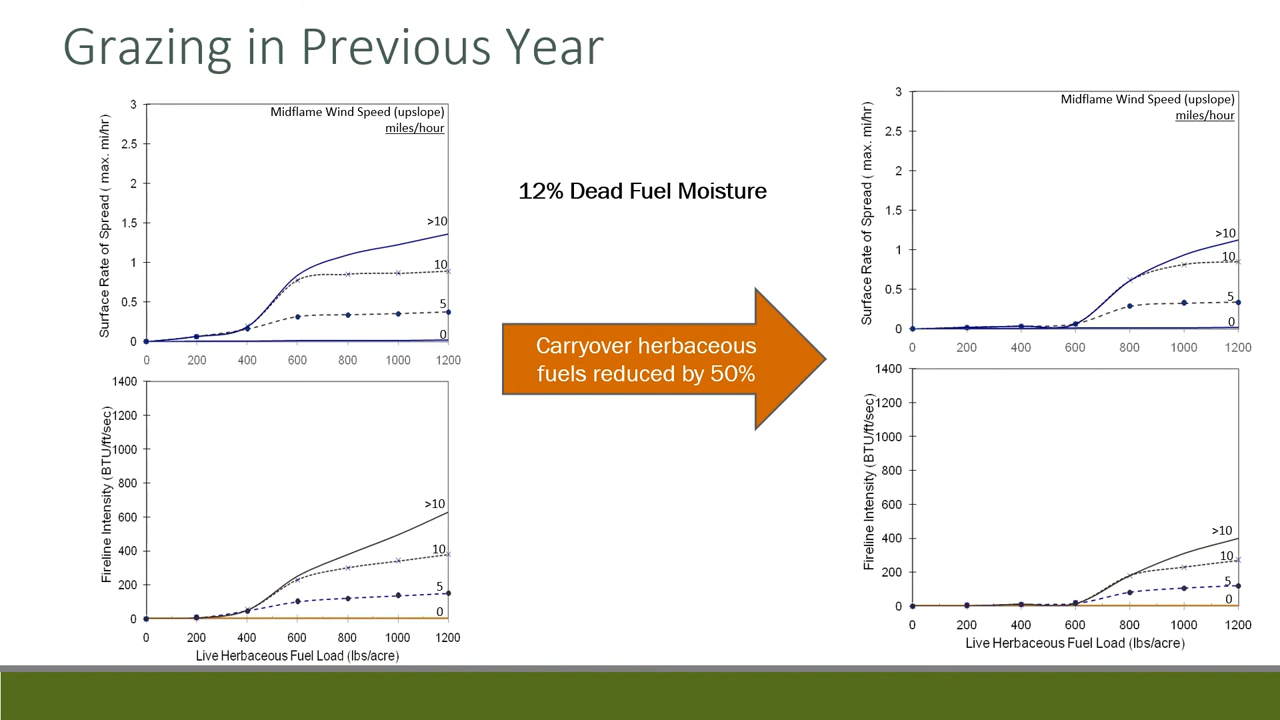 Grazing in Previous Year
Midflame Wind Speed (upslope)
miles/hour
Surface Rate of Spread ( max. mi/hr)
3
2.5
2
1.5
1
0.5
0
>10
10
5
0
0 200 400 600 800 1000 1200
Fireline Intensity (BTU/ft/sec)
1400
1200
1000
800
600
400
200
0
>10
10
5
0
0 200 400 600 800 1000 1200
Live Herbaceous Fuel Load (lbs/acre)
12% Dead Fuel Moisture
Carryover herbaceous
fuels reduced by 50%
Midflame Wind Speed (upslope)
miles/hour
Surface Rate of Spread ( max. mi/hr)
3
2.5
2
1.5
1
0.5
0
>10
10
5
0
0 200 400 600 800 1000 1200
Fireline Intensity (BTU/ft/sec)
1400
1200
1000
800
600
400
200
0
>10
10
5
0
0 200 400 600 800 1000 1200
Live Herbaceous Fuel Load (lbs/acre)